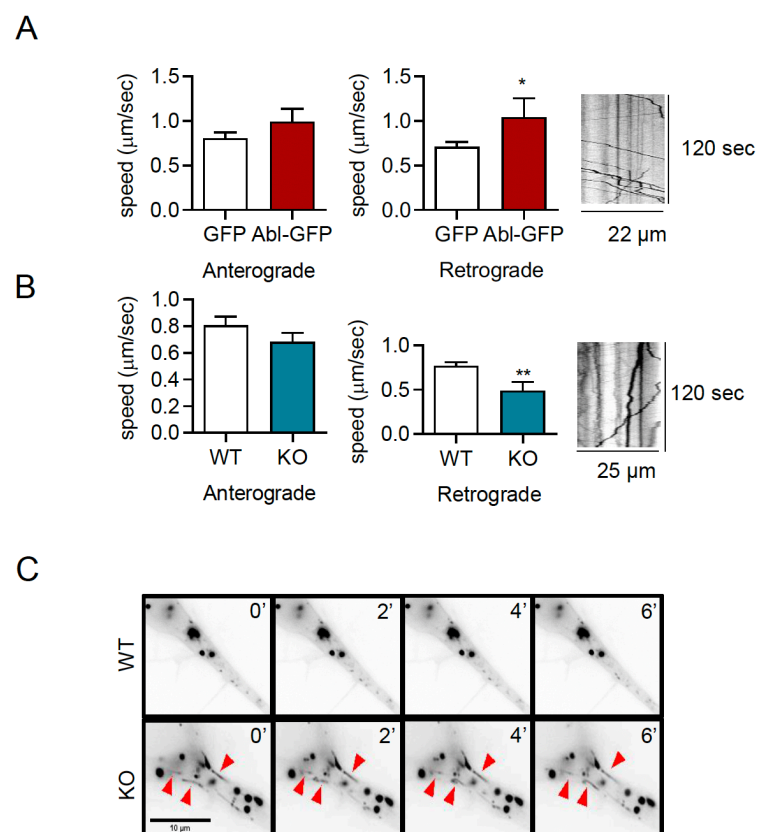 A
speed (μm/sec)
1.5
1.0
0.5
0.0
GFP Abl-GFP
Anterograde
speed (μm/sec)
1.5
1.0
0.5
0.0
*
GFP Abl-GFP
Retrograde
120 sec
22 μm
B
speed (μm/sec)
1.0
0.8
0.6
0.4
0.2
0.0
WT KO
Anterograde
speed (μm/sec)
1.0
0.5
0.0
**
WT KO
Retrograde
120 sec
25 μm
C
WT
0’ 2’ 4’ 6’
KO
0’ 2’ 4’ 6’
10 μm